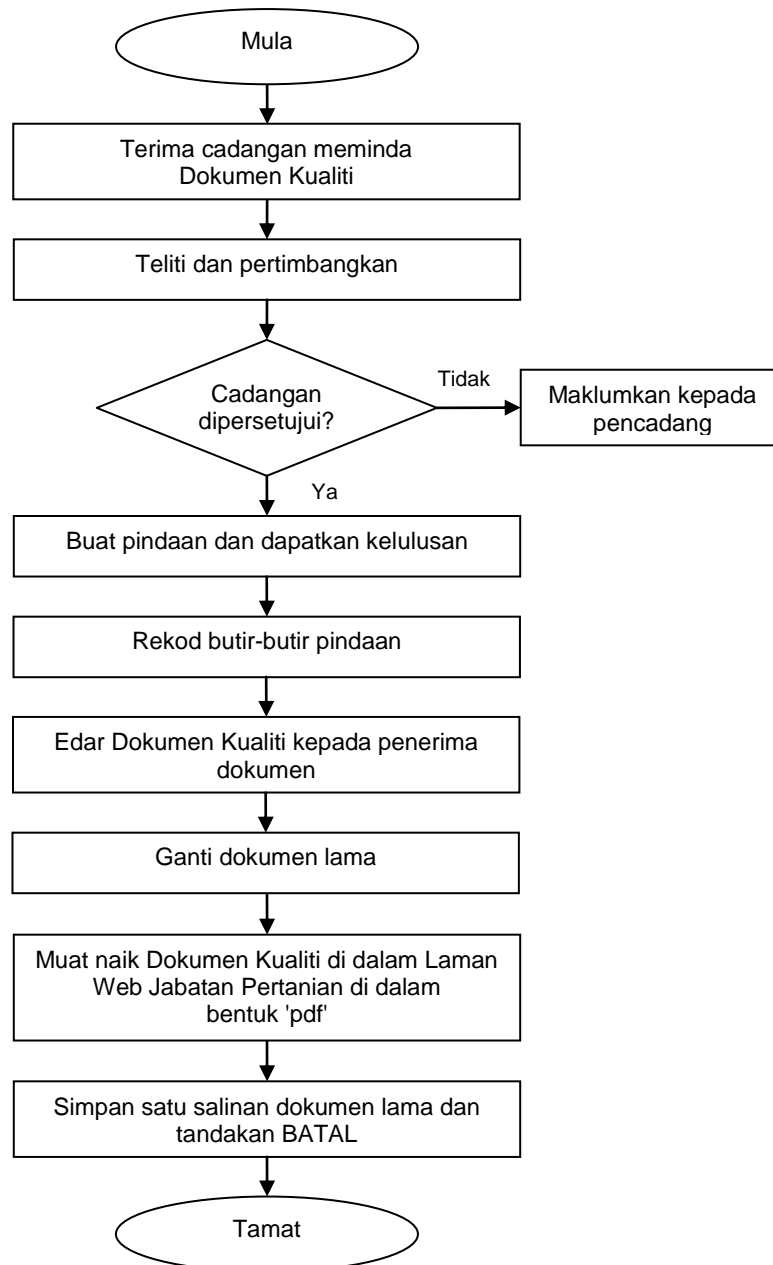 Mula
Terima cadangan meminda
Dokumen Kualiti
Teliti dan pertimbangkan
Cadangan
dipersetujui?
Tidak
Maklumkan kepada
pencadang
Ya
Buat pindaan dan dapatkan kelulusan
Rekod butir-butir pindaan
Edar Dokumen Kualiti kepada penerima
dokumen
Ganti dokumen lama
Muat naik Dokumen Kualiti di dalam Laman
Web Jabatan Pertanian di dalam
bentuk 'pdf'
Simpan satu salinan dokumen lama dan
tandakan BATAL
Tamat